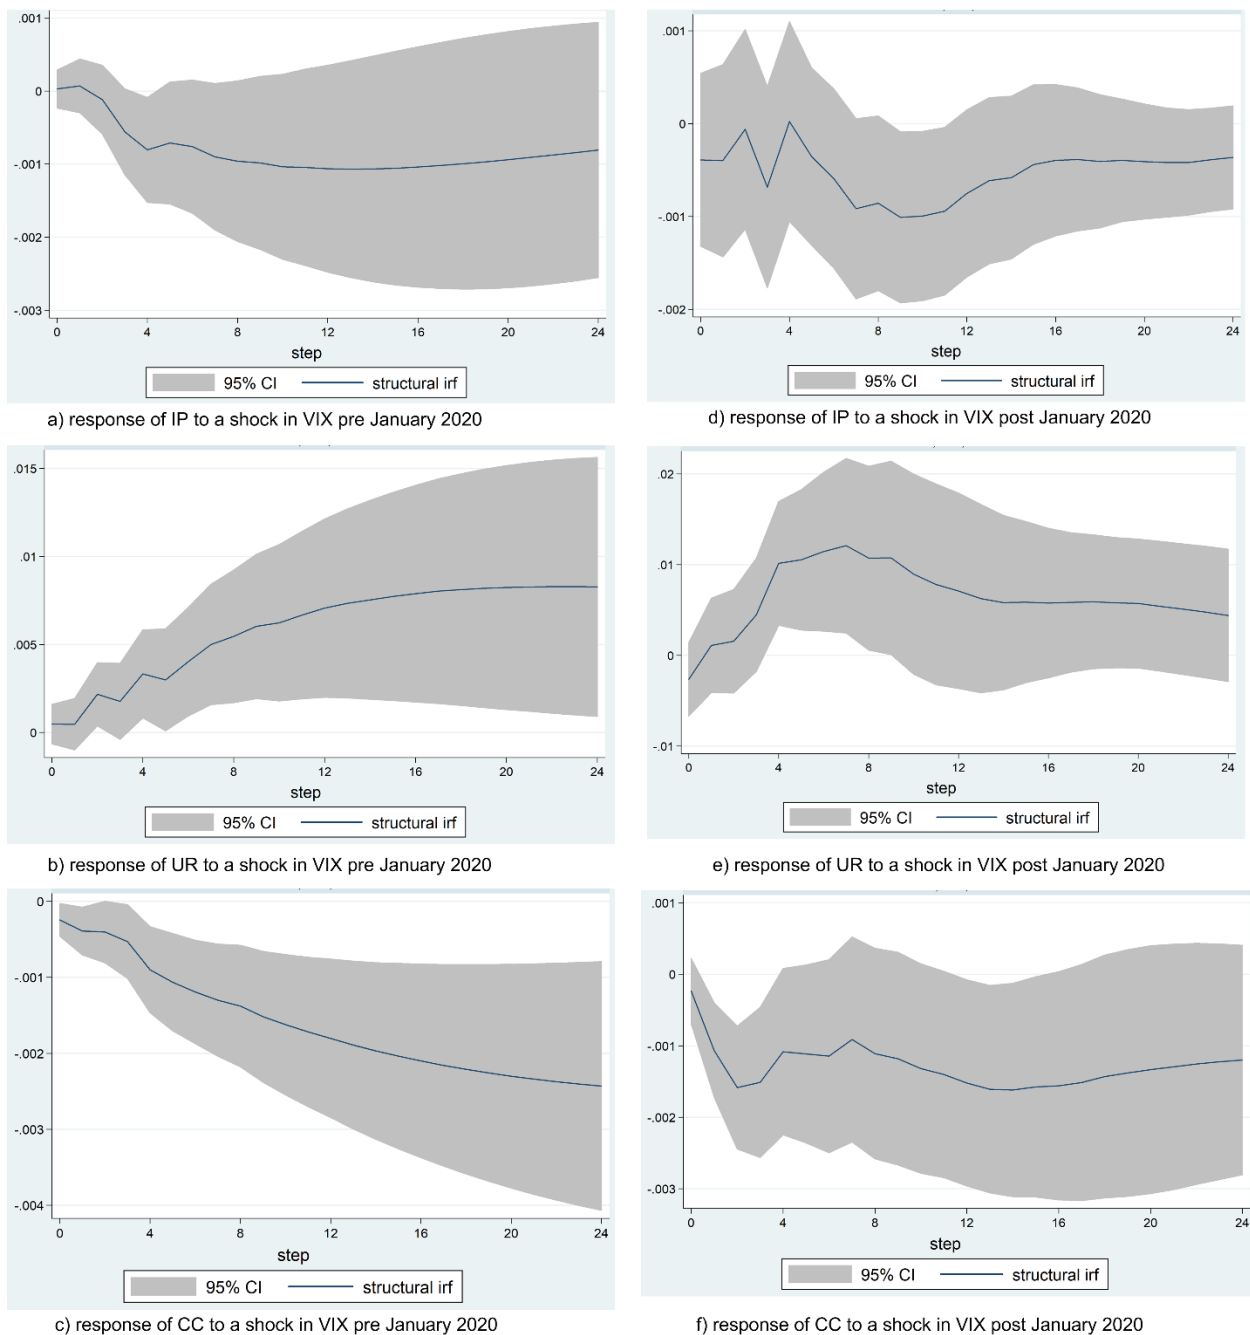 .001
0
-.001
-.002
-.003
0 4 8 12 16 20 24
step
95% CI structural irf
a) response of IP to a shock in VIX pre January 2020
.001
0
-.001
-.002
0 4 8 12 16 20 24
step
95% CI structural irf
d) response of IP to a shock in VIX post January 2020
.015
.01
.005
0
0 4 8 12 16 20 24
step
95% CI structural irf
b) response of UR to a shock in VIX pre January 2020
.02
.01
0
-.01
0 4 8 12 16 20 24
step
95% CI structural irf
e) response of UR to a shock in VIX post January 2020
0
-.001
-.002
-.003
-.004
0 4 8 12 16 20 24
step
95% CI structural irf
c) response of CC to a shock in VIX pre January 2020
.001
0
-.001
-.002
-.003
0 4 8 12 16 20 24
step
95% CI structural irf
f) response of CC to a shock in VIX post January 2020